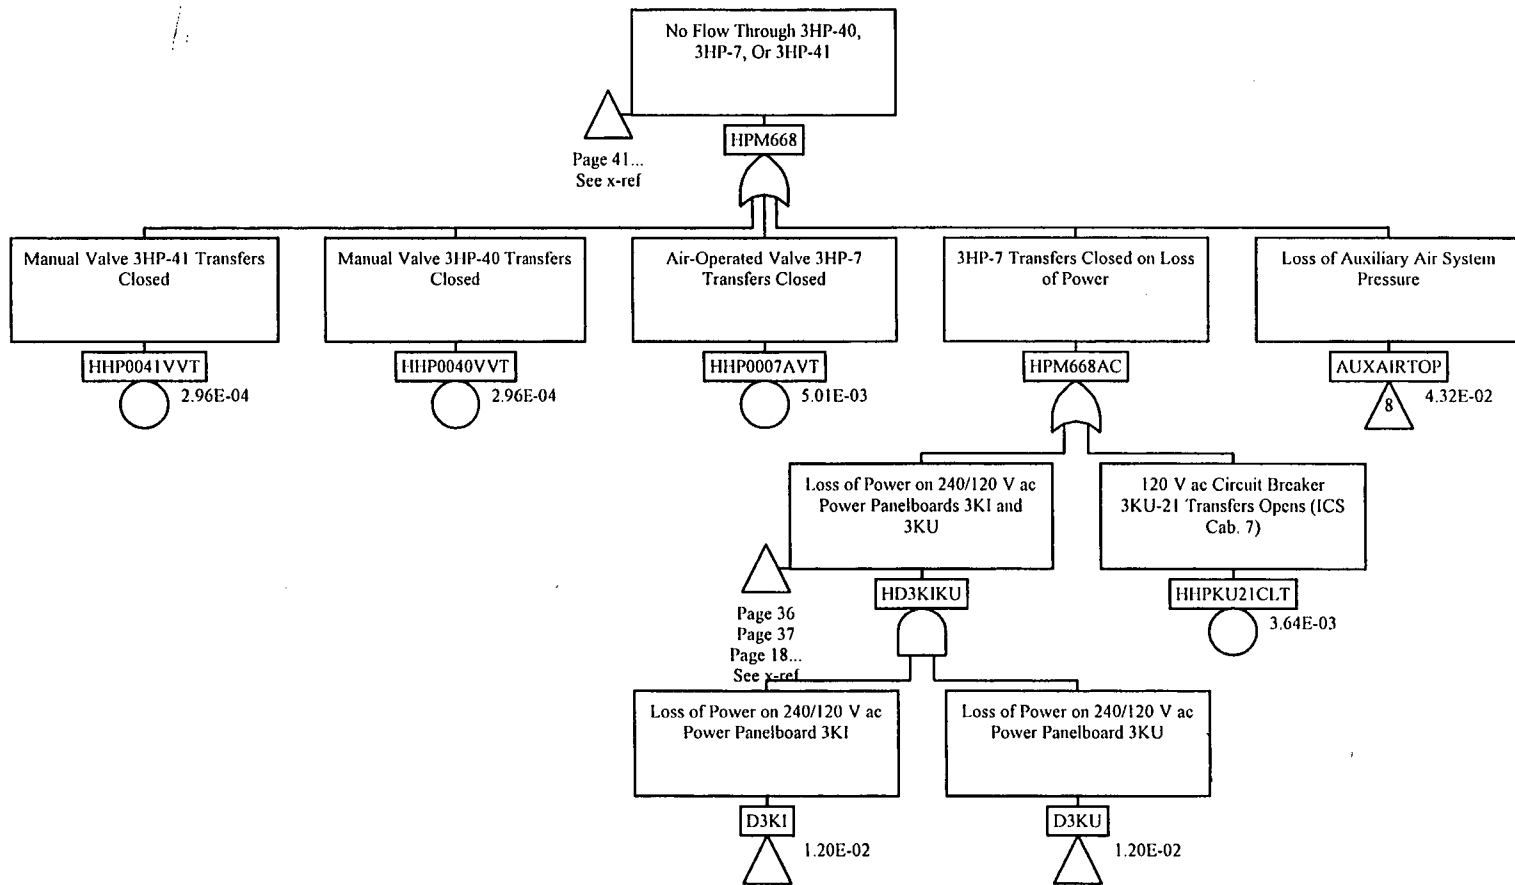 No Flow Through 3HP-40,
3HP-7, Or 3HP-41
HPM668
Page 41...
See x-ref
Manual Valve 3HP-41 Transfers
Closed
HHP0041VVT
2.96E-04
Manual Valve 3HP-40 Transfers
Closed
HHP0040VVT
2.96E-04
Air-Operated Valve 3HP-7
Transfers Closed
HHP0007AVT
5.01E-03
3HP-7 Transfers Closed on Loss
of Power
HPM668AC
Loss of Auxiliary Air System
Pressure
AUXAIRTOP
8
4.32E-02
Loss of Power on 240/120 V ac
Power Panelboards 3KI and
3KU
HD3KIKU
Page 36
Page 37
Page 18...
See x-ref
120 V ac Circuit Breaker
3KU-21 Transfers Opens (ICS
Cab. 7)
HHPKU21CLT
3.64E-03
Loss of Power on 240/120 V ac
Power Panelboard 3KI
D3KI
1.20E-02
Loss of Power on 240/120 V ac
Power Panelboard 3KU
D3KU
1.20E-02